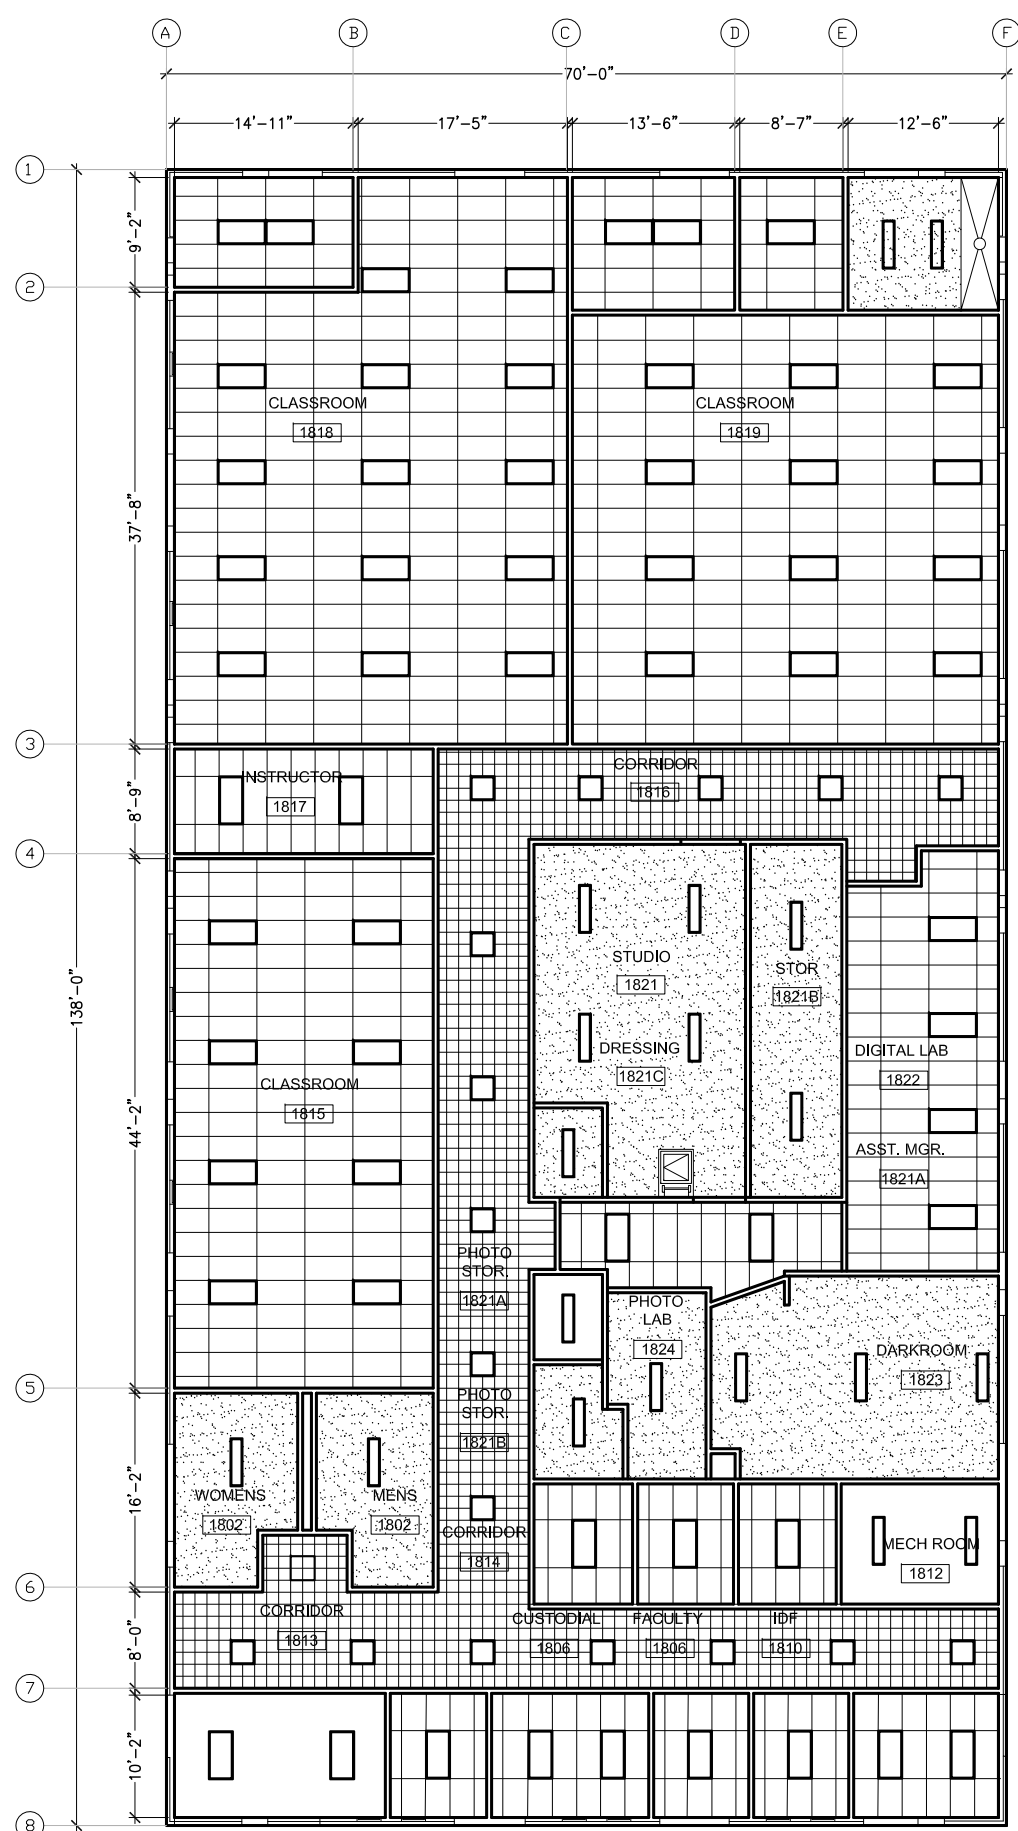 A B C D E F
70'-0"
14'-11" 17'-5" 13'-6" 8'-7" 12'-6"
1
9'-2"
2
CLASSROOM CLASSROOM
1818 1819
37'-8"
3
CORRIDOR
INSTRUCTOR
1816
1817
8'-9"
4
STUDIO
STOR
1821
1821B
138'-0"
DRESSING
DIGITAL LAB
1821C
1822
CLASSROOM
1815
44'-2"
ASST. MGR.
1821A
PHOTO
STOR.
1821A
PHOTO
LAB
1824
DARKROOM
1823
5
PHOTO
STOR.
1821B
16'-2"
WOMENS MENS
1802 1802
CORRIDOR
1814
MECH ROOM
1812
6
CORRIDOR
1813
CUSTODIAL FACULTY IDF
1806 1806 1810
8'-0"
7
10'-2"
8